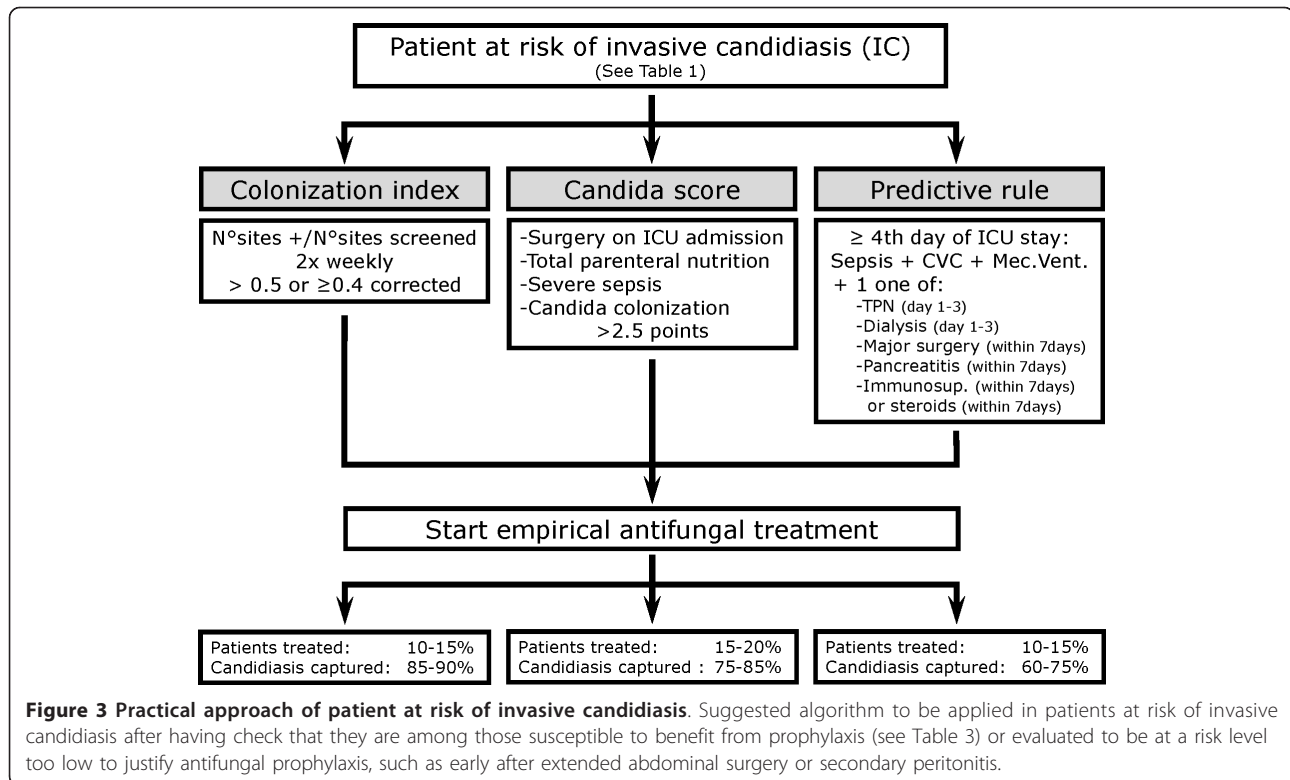 Patient at risk of invasive candidiasis (IC)
(See Table 1)
Colonization index
N°sites +/N°sites screened
2x weekly
> 0.5 or ≥0.4 corrected
Candida score
-Surgery on ICU admission
-Total parenteral nutrition
-Severe sepsis
-Candida colonization
>2.5 points
Predictive rule
≥ 4th day of ICU stay:
Sepsis + CVC + Mec.Vent.
+ 1 one of:
-TPN (day 1-3)
-Dialysis (day 1-3)
-Major surgery (within 7days)
-Pancreatitis (within 7days)
-Immunosup. (within 7days)
or steroids (within 7days)
Start empirical antifungal treatment
Patients treated: 10-15%
Candidiasis captured: 85-90%
Patients treated: 15-20%
Candidiasis captured : 75-85%
Patients treated: 10-15%
Candidiasis captured: 60-75%
Figure 3 Practical approach of patient at risk of invasive candidiasis. Suggested algorithm to be applied in patients at risk of invasive
candidiasis after having check that they are among those susceptible to benefit from prophylaxis (see Table 3) or evaluated to be at a risk level
too low to justify antifungal prophylaxis, such as early after extended abdominal surgery or secondary peritonitis.